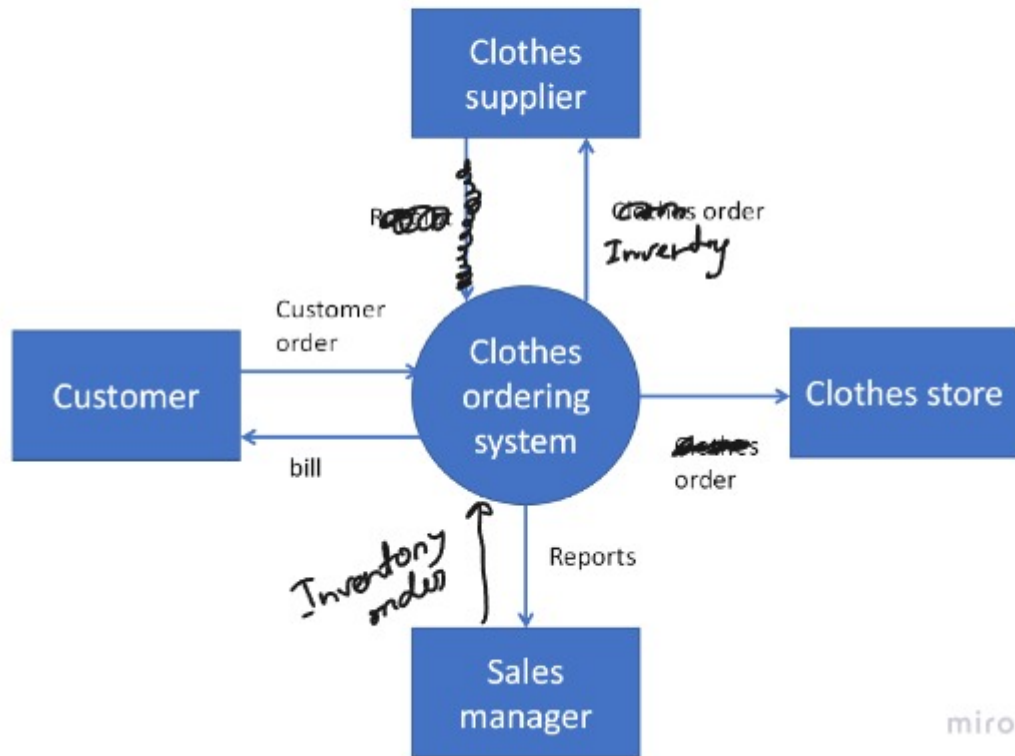 Clothes
supplier
order
Inventry
Customer
order
Clothes
ordering
system
Customer
Clothes store
bill
order
Inventory
order
Reports
Sales
manager
miro